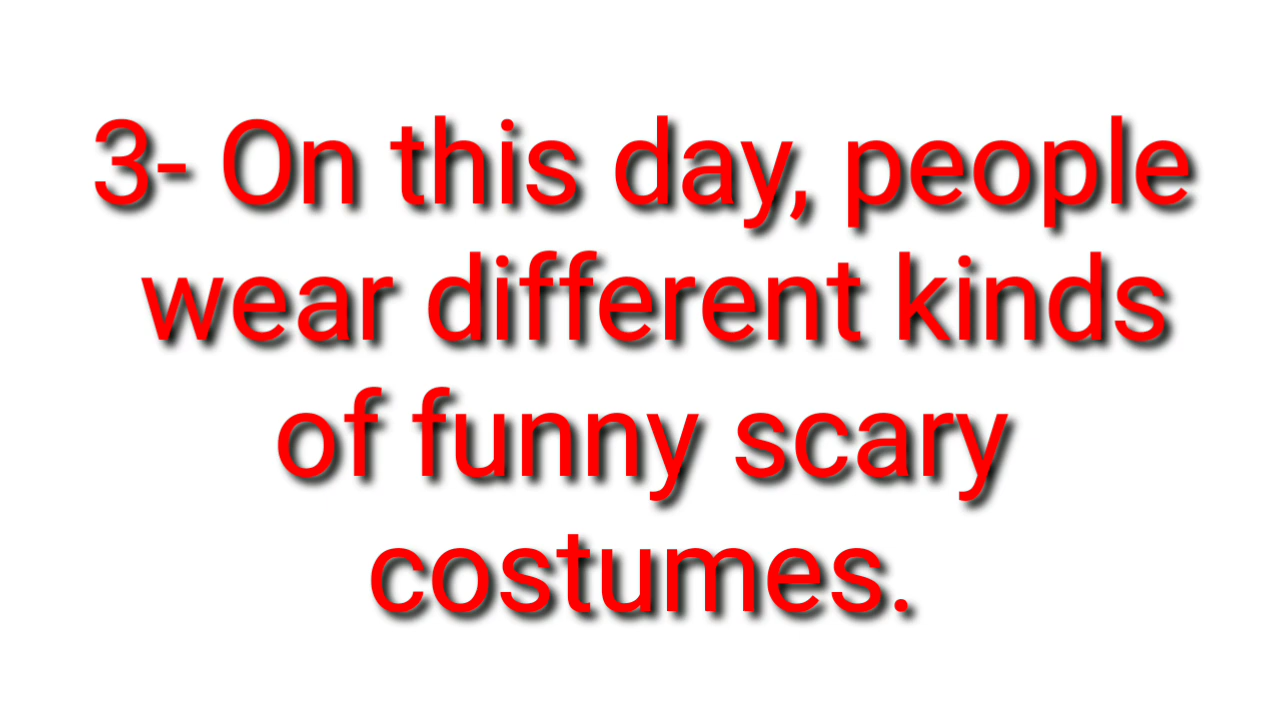 3- On this day, people
wear different kinds
of funny scary
costumes.